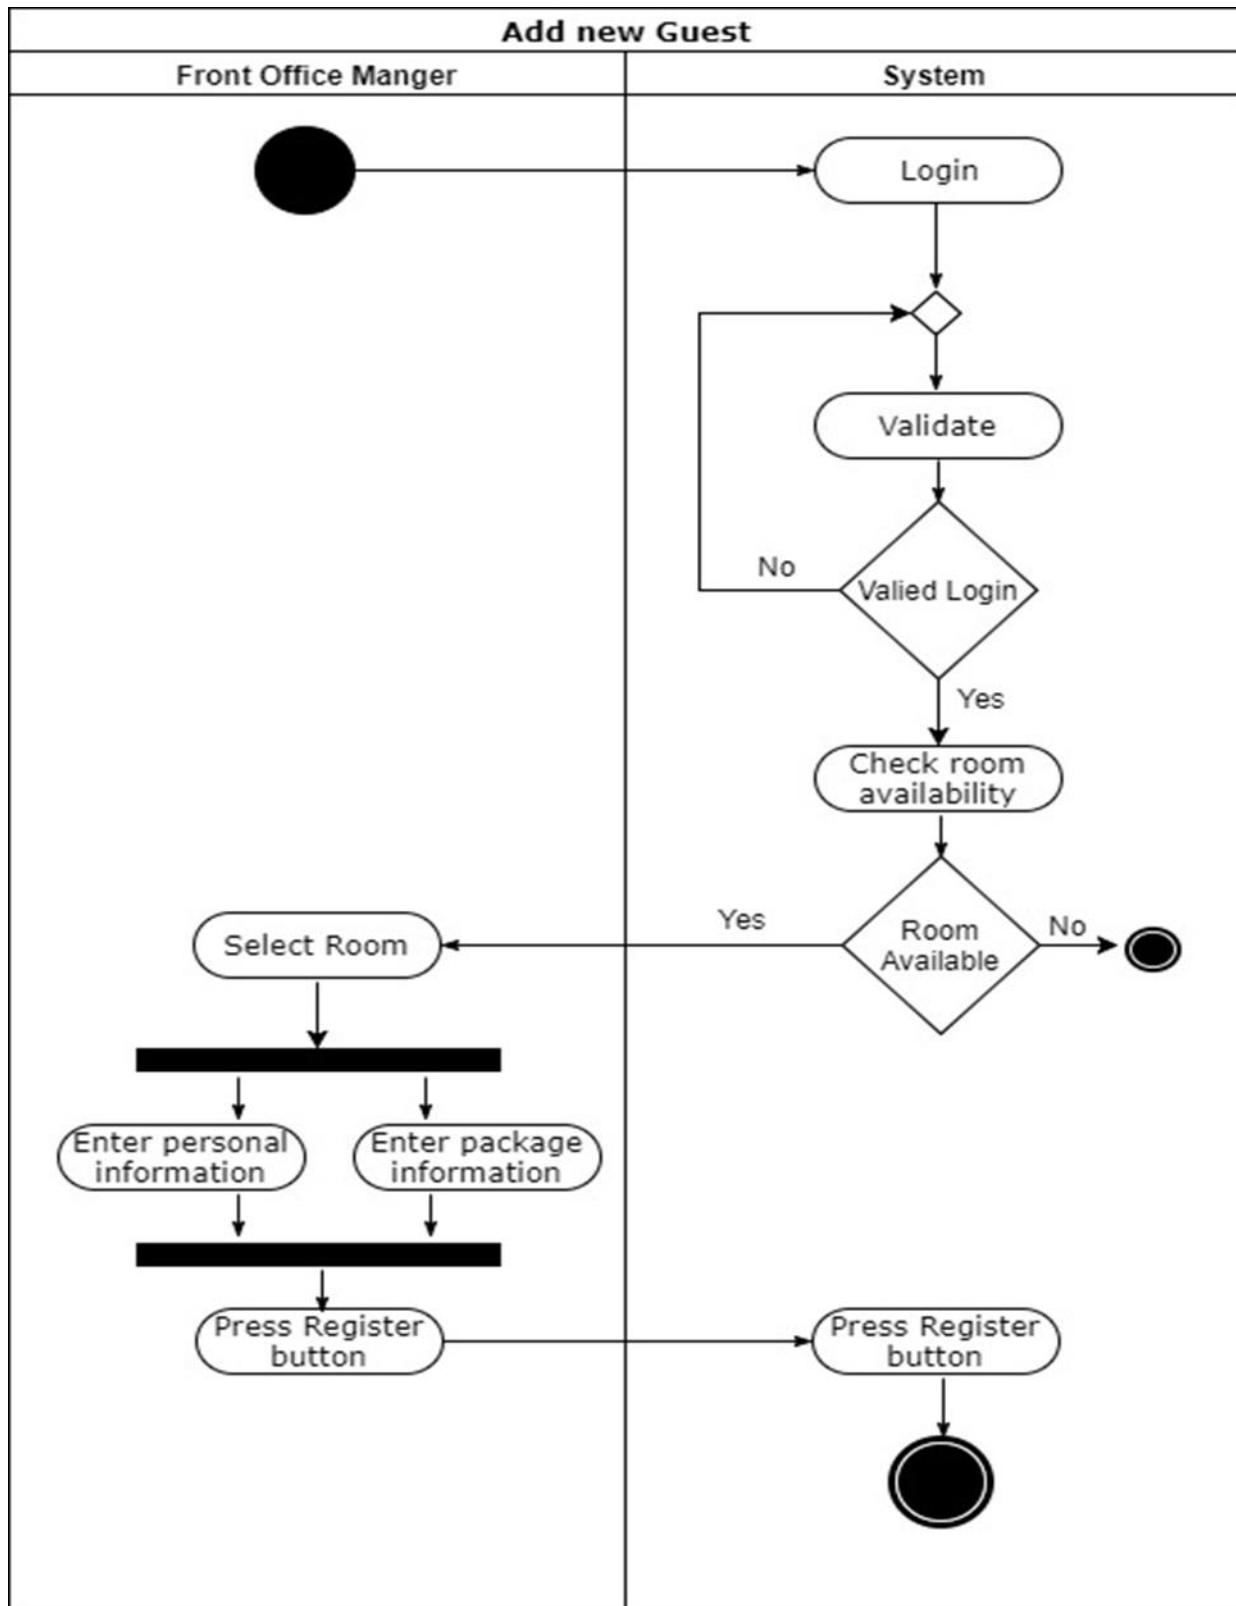 Add new Guest
Front Office Manger
System
Login
Validate
No
Valied Login
Yes
Check room
availability
Yes
Room
Available
No
Select Room
Enter personal
information
Enter package
information
Press Register
button
Press Register
button